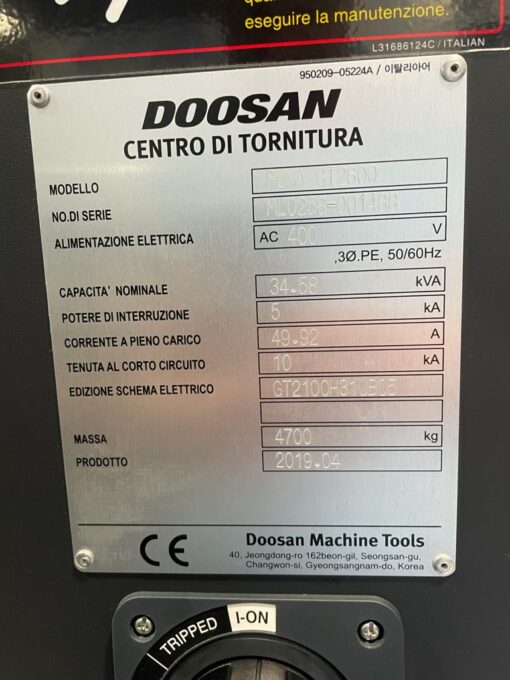 qua
eseguire la manutenzione.
L31686124C / ITALIAN
950209-05224A / 이탈리아어
DOOSAN
CENTRO DI TORNITURA
MODELLO PUMA GT2600
NO.DI SERIE
ALIMENTAZIONE ELETTRICA AC 400 V
,3Ø.PE, 50/60Hz
CAPACITA' NOMINALE 34.58 kVA
POTERE DI INTERRUZIONE 5 kA
CORRENTE A PIENO CARICO 49.92 A
TENUTA AL CORTO CIRCUITO 10 kA
EDIZIONE SCHEMA ELETTRICO
MASSA 4700 kg
PRODOTTO 2019.04
CE
Doosan Machine Tools
40, Jeongdong-ro 162beon-gil, Seongsan-gu,
Changwon-si, Gyeongsangnam-do, Korea
TRIPPED I-ON